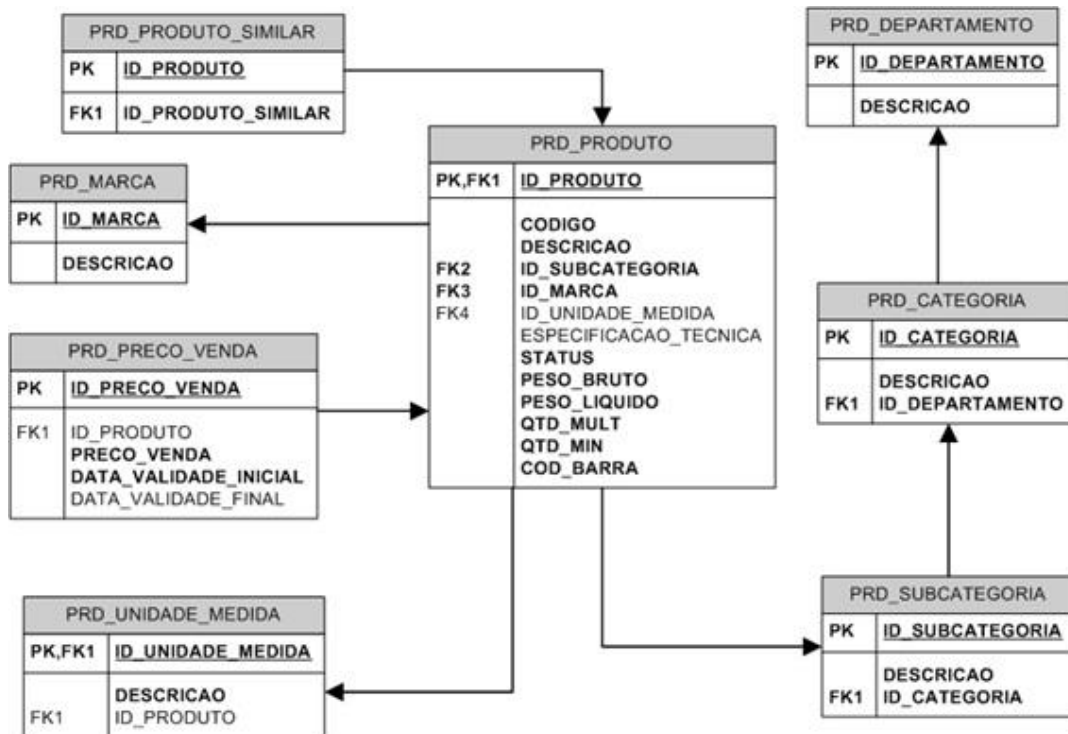 PRD_PRODUTO_SIMILAR
PK ID_PRODUTO
FK1 ID_PRODUTO_SIMILAR
PRD_DEPARTAMENTO
PK ID_DEPARTAMENTO
DESCRICAO
PRD_MARCA
PK ID_MARCA
DESCRICAO
PRD_PRODUTO
PK,FK1 ID_PRODUTO
CODIGO
DESCRICAO
FK2 ID_SUBCATEGORIA
FK3 ID_MARCA
FK4 ID_UNIDADE_MEDIDA
ESPECIFICACAO_TECNICA
STATUS
PESO_BRUTO
PESO_LIQUIDO
QTD_MULT
QTD_MIN
COD_BARRA
PRD_CATEGORIA
PK ID_CATEGORIA
DESCRICAO
FK1 ID_DEPARTAMENTO
PRD_PRECO_VENDA
PK ID_PRECO_VENDA
FK1 ID_PRODUTO
PRECO_VENDA
DATA_VALIDADE_INICIAL
DATA_VALIDADE_FINAL
PRD_UNIDADE_MEDIDA
PK,FK1 ID_UNIDADE_MEDIDA
DESCRICAO
FK1 ID_PRODUTO
PRD_SUBCATEGORIA
PK ID_SUBCATEGORIA
DESCRICAO
FK1 ID_CATEGORIA